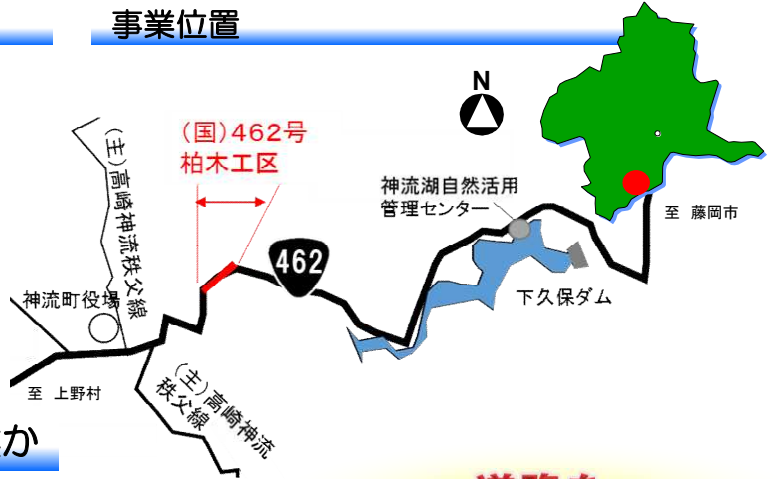 事業位置
N
(国)462号
柏木工区
(主)高崎神流秩父線
神流湖自然活用
管理センター
至 藤岡市
462
下久保ダム
神流町役場
至 上野村
(主)高崎神流
秩父線
か